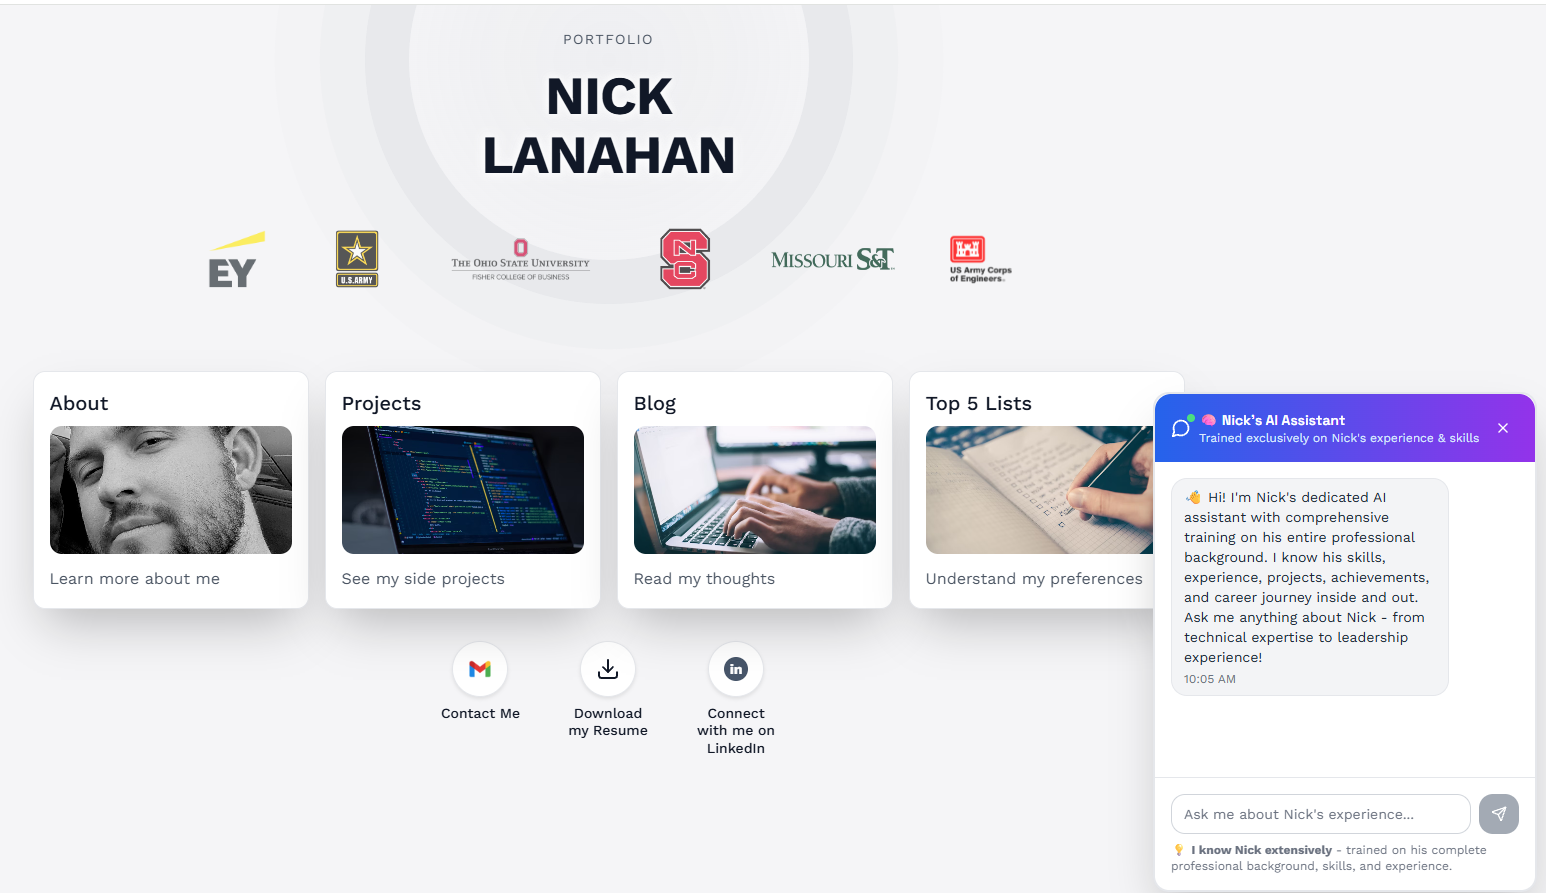 PORTFOLIO
NICK
LANAHAN
EY
U.S.ARMY
THE OHIO STATE UNIVERSITY
FISHER COLLEGE OF BUSINESS
S
MISSOURI S&T
US Army Corps
of Engineers®
About
Learn more about me
Projects
See my side projects
Blog
Read my thoughts
Top 5 Lists
Understand my preferences
Contact Me
Download
my Resume
Connect
with me on
LinkedIn
Nick's AI Assistant
Trained exclusively on Nick's experience & skills
Hi! I'm Nick's dedicated AI
assistant with comprehensive
training on his entire professional
background. I know his skills,
experience, projects, achievements,
and career journey inside and out.
Ask me anything about Nick - from
technical expertise to leadership
experience!
10:05 AM
Ask me about Nick's experience...
I know Nick extensively - trained on his complete
professional background, skills, and experience.